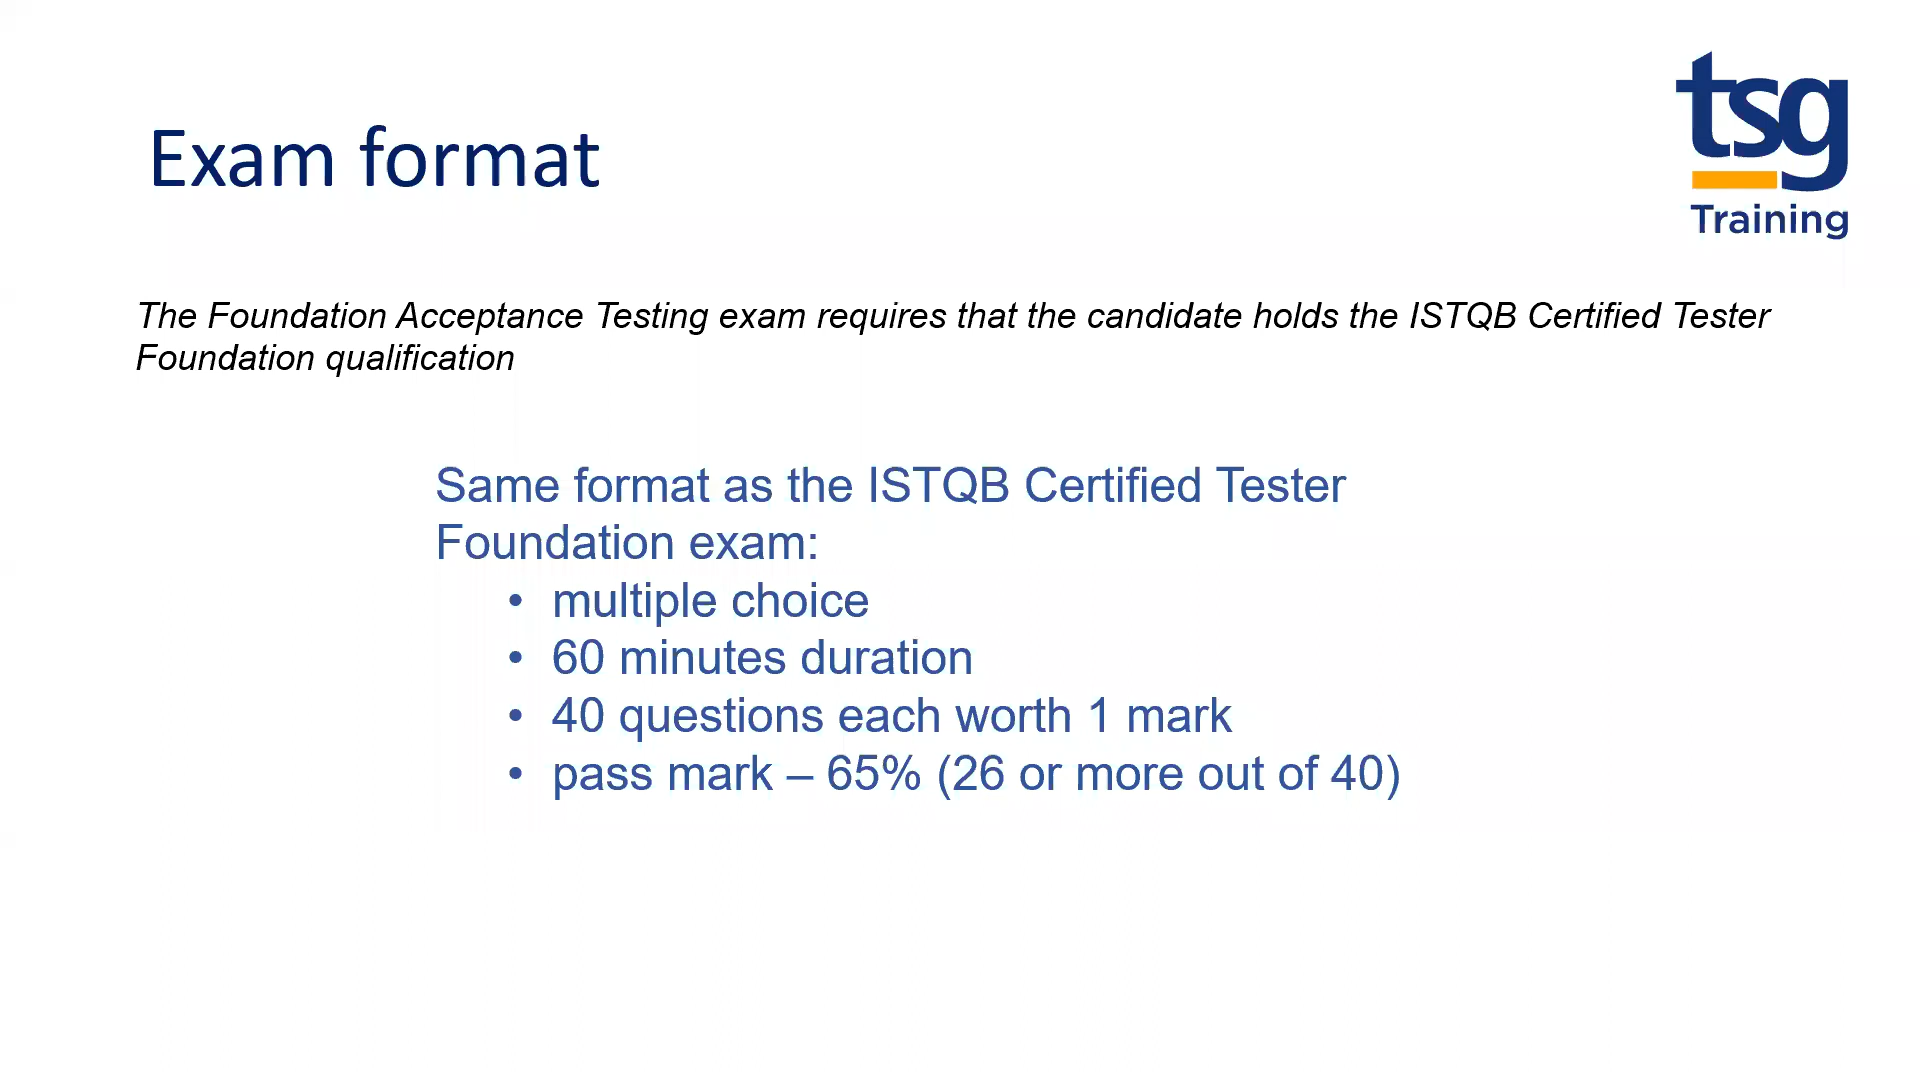 tsg
Training
Exam format
The Foundation Acceptance Testing exam requires that the candidate holds the ISTQB Certified Tester
Foundation qualification
Same format as the ISTQB Certified Tester
Foundation exam:
• multiple choice
• 60 minutes duration
• 40 questions each worth 1 mark
• pass mark – 65% (26 or more out of 40)